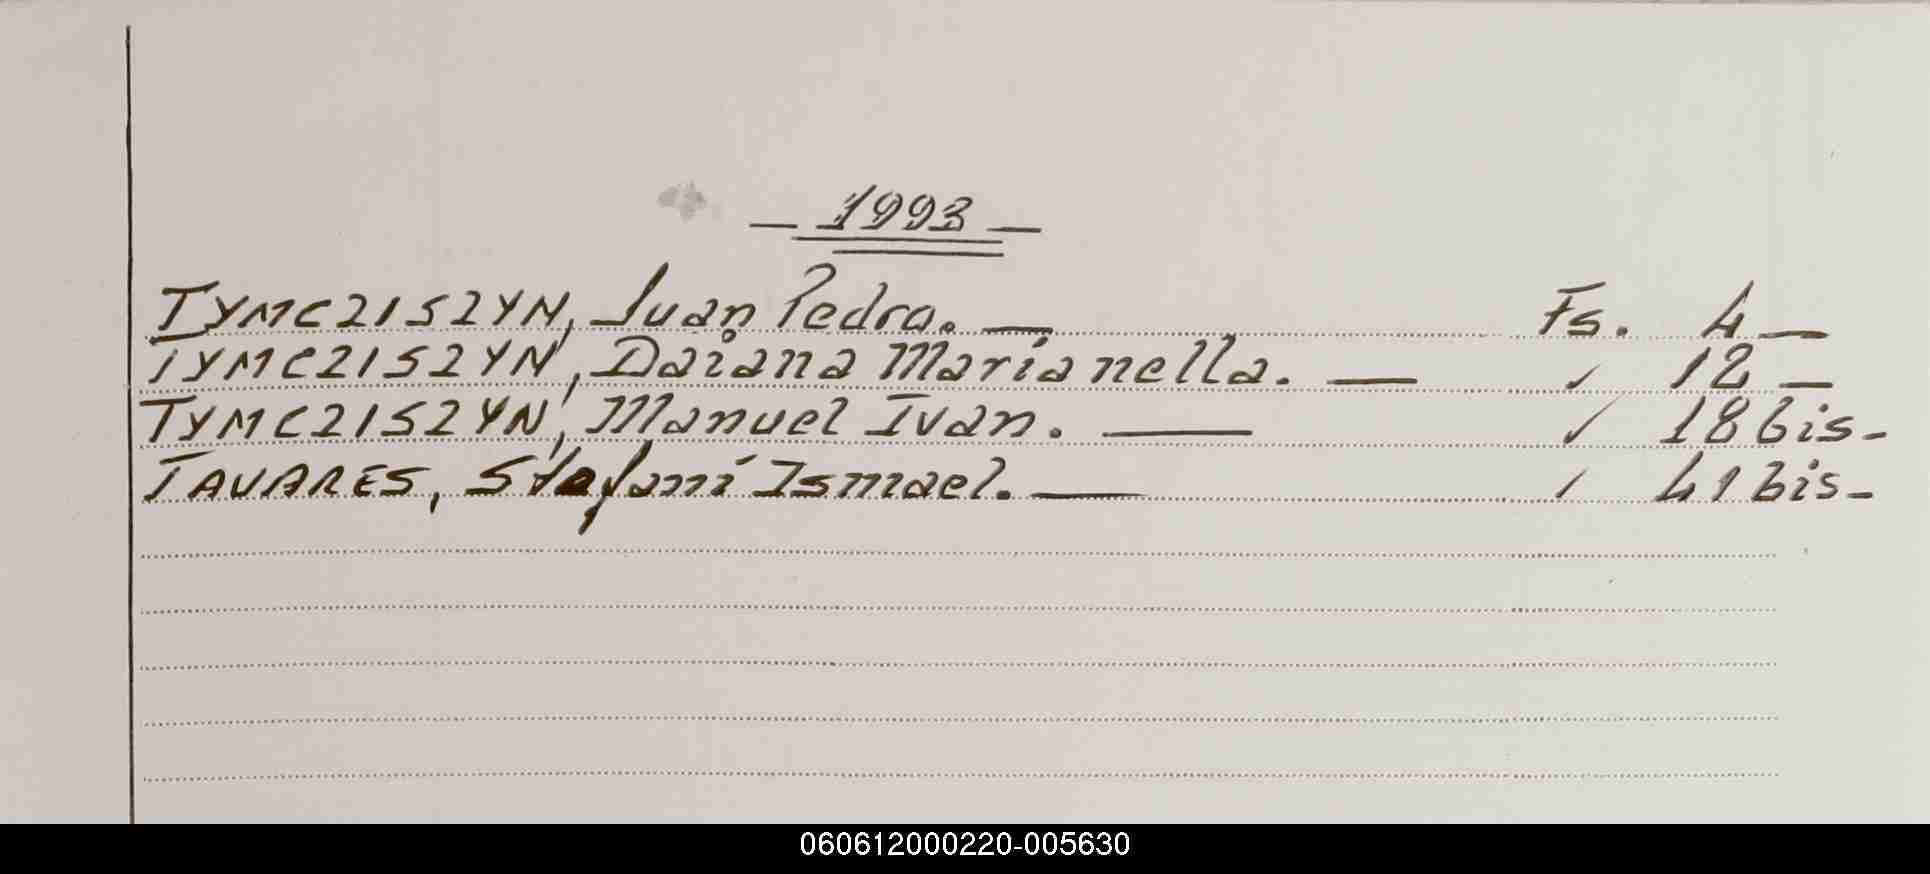 — 1993 —
TYMCZISZYN, Juan Pedro. — Fs. 4 —
TYMCZISZYN, Daiana Marianella. — " 12 —
TYMCZISZYN, Manuel Ivan. — " 18 bis -
TAVARES, Stefani Ismael. — " 41 bis -
060612000220-005630